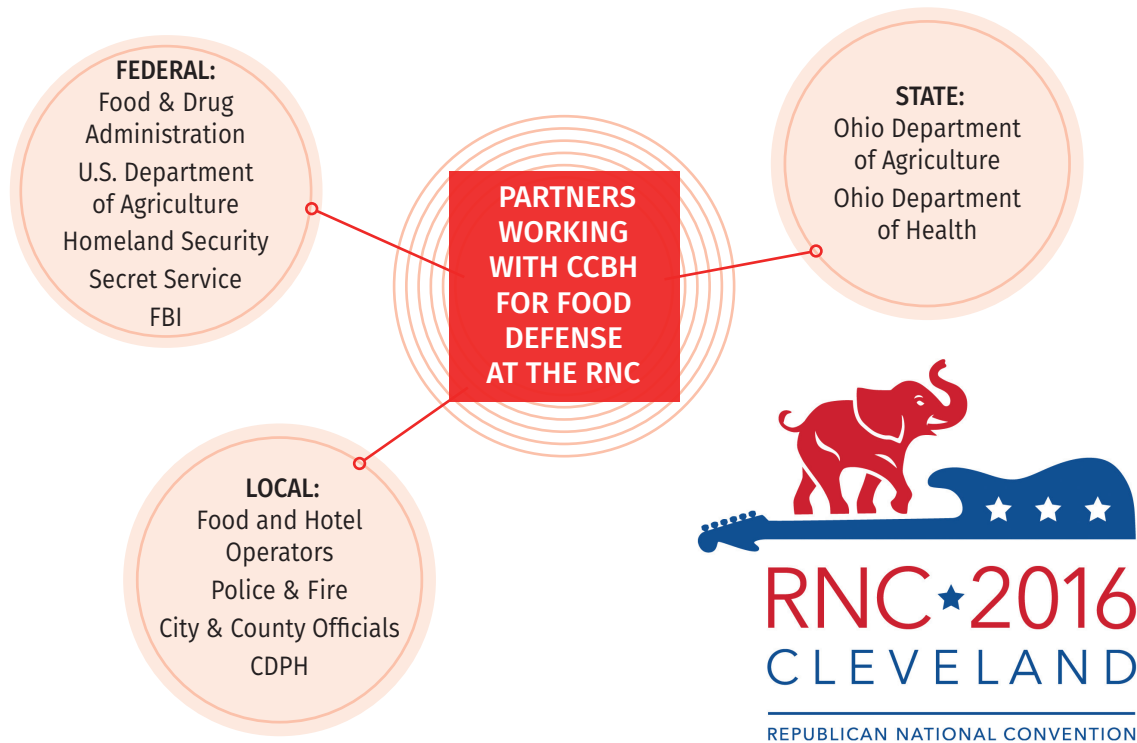 FEDERAL:
Food & Drug
Administration
U.S. Department
of Agriculture
Homeland Security
Secret Service
FBI
STATE:
Ohio Department
of Agriculture
Ohio Department
of Health
PARTNERS
WORKING
WITH CCBH
FOR FOOD
DEFENSE
AT THE RNC
LOCAL:
Food and Hotel
Operators
Police & Fire
City & County Officials
CDPH
RNC★2016
CLEVELAND
REPUBLICAN NATIONAL CONVENTION